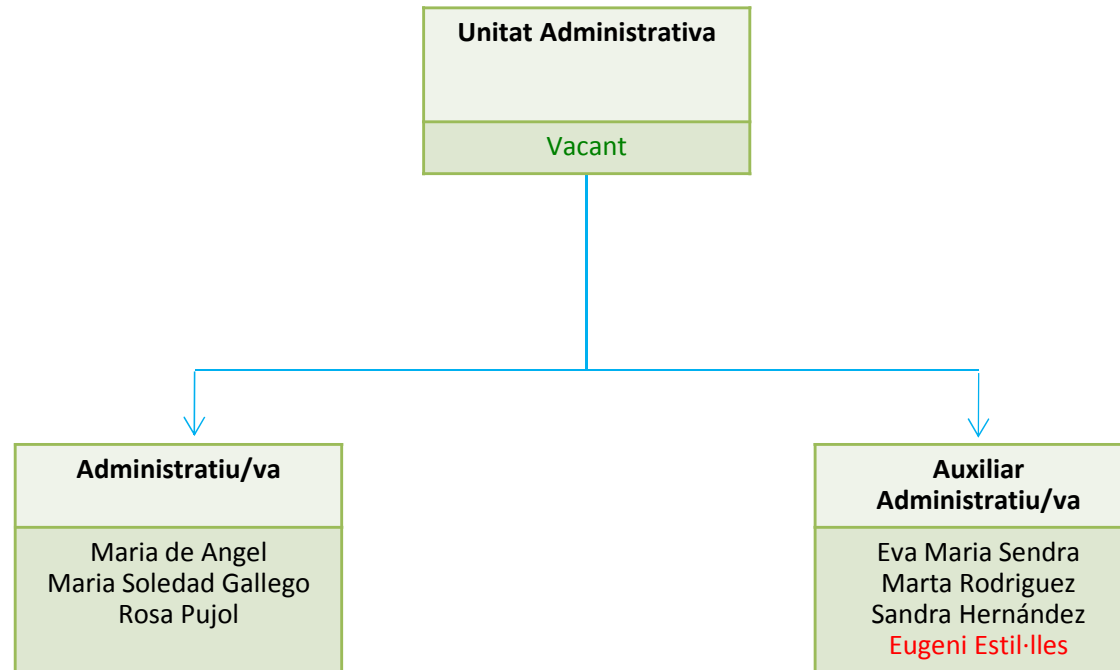 Unitat Administrativa
Vacant
Administratiu/va
Maria de Angel
Maria Soledad Gallego
Rosa Pujol
Auxiliar
Administratiu/va
Eva Maria Sendra
Marta Rodriguez
Sandra Hernández
Eugeni Estil·lles